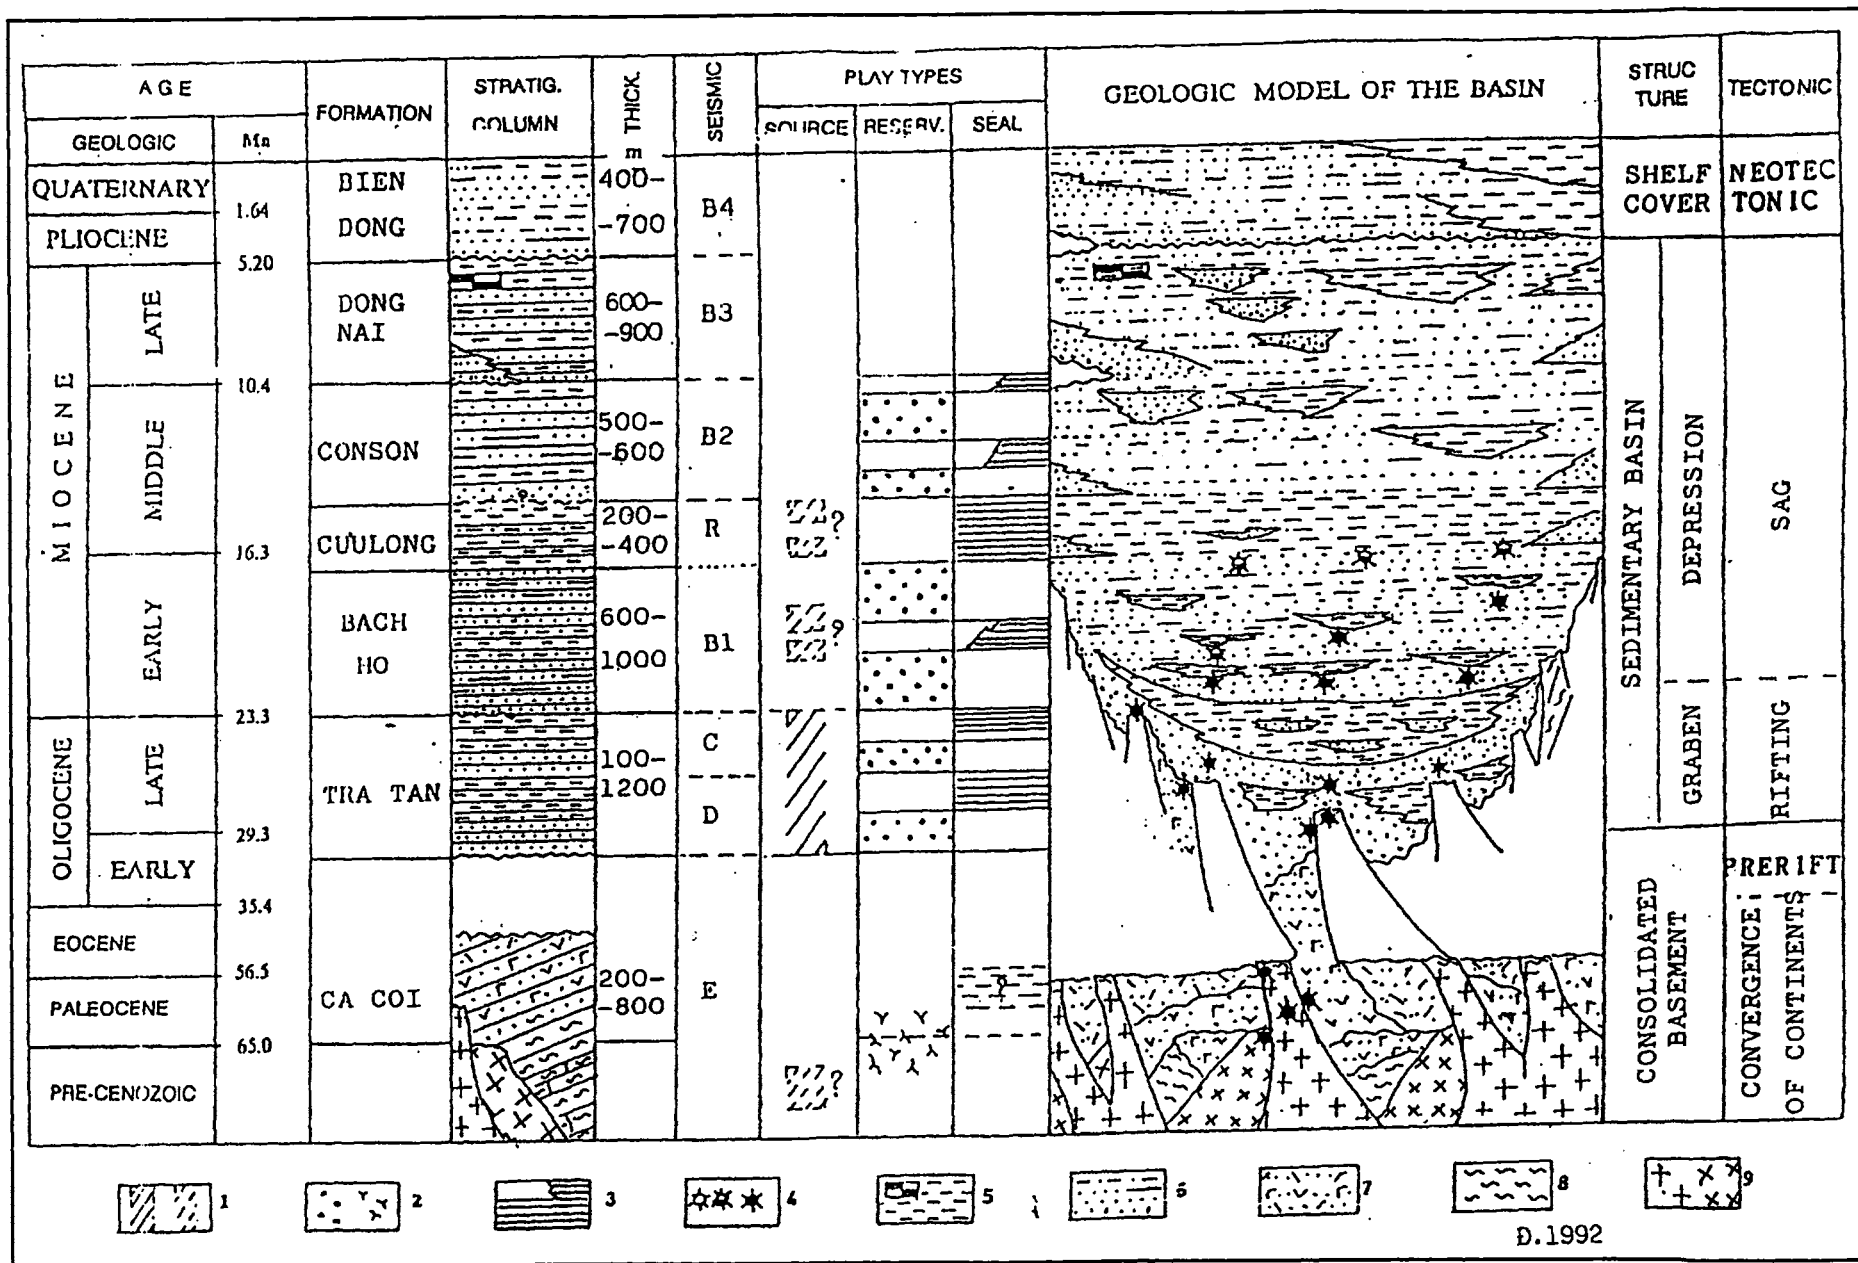 AGE
GEOLOGIC
Ma
FORMATION
STRATIG.
COLUMN
THICK.
m
SEISMIC
PLAY TYPES
SOURCE
RESERV.
SEAL
GEOLOGIC MODEL OF THE BASIN
STRUC
TURE
TECTONIC
QUATERNARY
1.64
PLIOCENE
5.20
MIOCENE
LATE
10.4
MIDDLE
16.3
EARLY
23.3
OLIGOCENE
LATE
29.3
EARLY
35.4
EOCENE
56.5
PALEOCENE
65.0
PRE-CENOZOIC
BIEN
DONG
DONG
NAI
CONSON
CUULONG
BACH
HO
TRA TAN
CA COI
400-
-700
600-
-900
500-
-600
200-
-400
600-
1000
100-
1200
200-
-800
B4
B3
B2
R
B1
C
D
E
?
?
?
?
?
SHELF
COVER
SEDIMENTARY BASIN
DEPRESSION
GRABEN
CONSOLIDATED
BASEMENT
NEOTEC
TONIC
SAG
RIFTING
PRERIFT
CONVERGENCE
OF CONTINENTS
1
2
3
4
5
6
7
8
9
Đ.1992